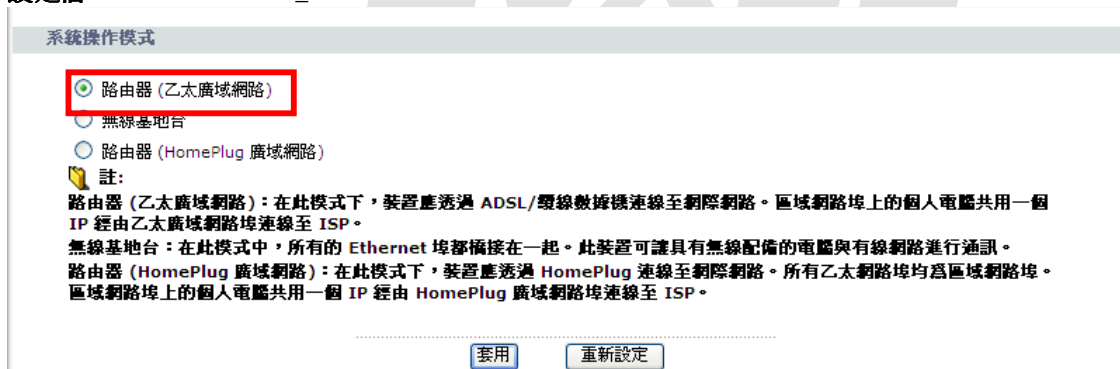 系統操作模式
路由器 (乙太廣域網路)
無線基地台
路由器 (HomePlug 廣域網路)
註:
路由器 (乙太廣域網路)：在此模式下，裝置應透過 ADSL/纜線數據機連線至網際網路。區域網路埠上的個人電腦共用一個
IP 經由乙太廣域網路埠連線至 ISP。
無線基地台：在此模式中，所有的 Ethernet 埠都橋接在一起。此裝置可讓具有無線配備的電腦與有線網路進行通訊。
路由器 (HomePlug 廣域網路)：在此模式下，裝置應透過 HomePlug 連線至網際網路。所有乙太網路埠均為區域網路埠。
區域網路埠上的個人電腦共用一個 IP 經由 HomePlug 廣域網路埠連線至 ISP。
套用 重新設定